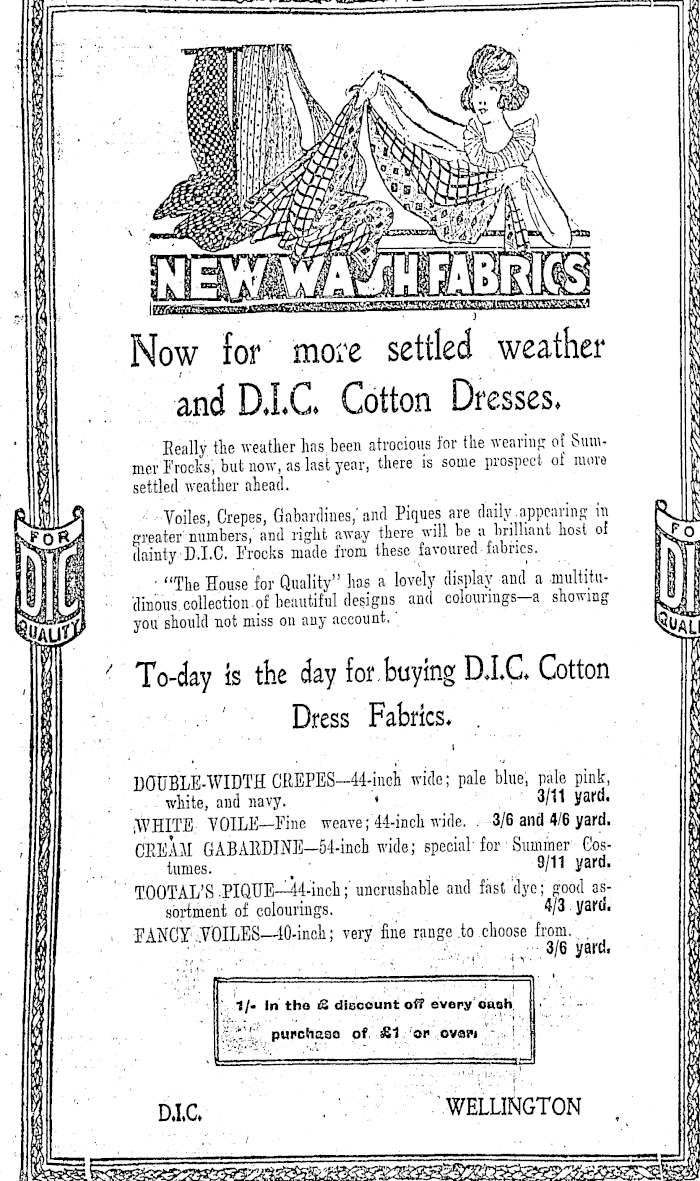 NEW WASH FABRICS
Now for more settled weather
and D.I.C. Cotton Dresses.
Really the weather has been atrocious for the wearing of Sum-
mer Frocks, but now, as last year, there is some prospect of more
settled weather ahead.
Voiles, Crepes, Gabardines, and Piques are daily appearing in
greater numbers, and right away there will be a brilliant host of
dainty D.I.C. Frocks made from these favoured fabrics.
"The House for Quality" has a lovely display and a multitu-
dinous collection of beautiful designs and colourings—a showing
you should not miss on any account.
FOR
DIC
QUALITY
FO
DI
QUALI
To-day is the day for buying D.I.C. Cotton
Dress Fabrics.
DOUBLE-WIDTH CREPES—44-inch wide; pale blue, pale pink,
white, and navy. 3/11 yard.
WHITE VOILE—Fine weave; 44-inch wide. 3/6 and 4/6 yard.
CREAM GABARDINE—54-inch wide; special for Summer Cos-
tumes. 9/11 yard.
TOOTAL'S PIQUE—44-inch; uncrushable and fast dye; good as-
sortment of colourings. 4/3 yard.
FANCY VOILES—40-inch; very fine range to choose from.
3/6 yard.
1/- In the £ discount off every cash
purchase of £1 or over.
D.I.C. WELLINGTON